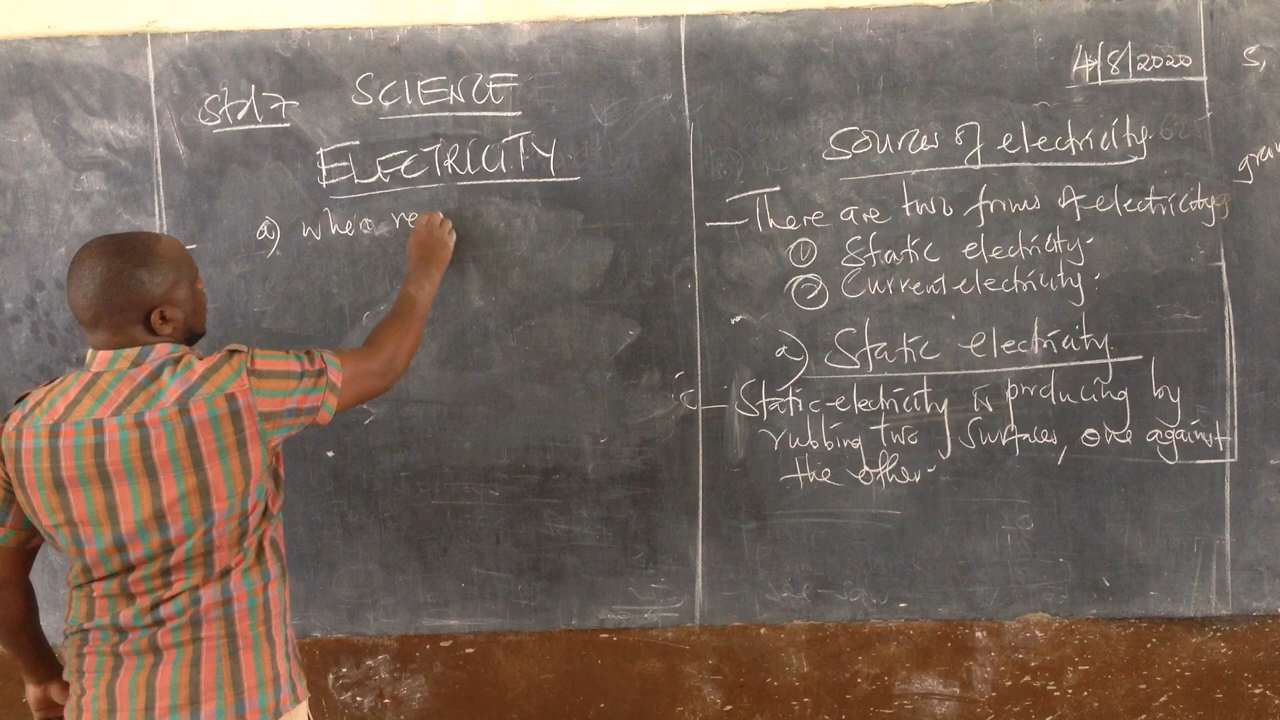 Std 7
SCIENCE
ELECTRICITY
a) when re
4/8/2020
Sources of electricity
- There are two forms of electricity
① Static electricity.
② Current electricity.
a) Static electricity.
- Static-electricity is producing by
rubbing two surfaces, one against
the other.
s,